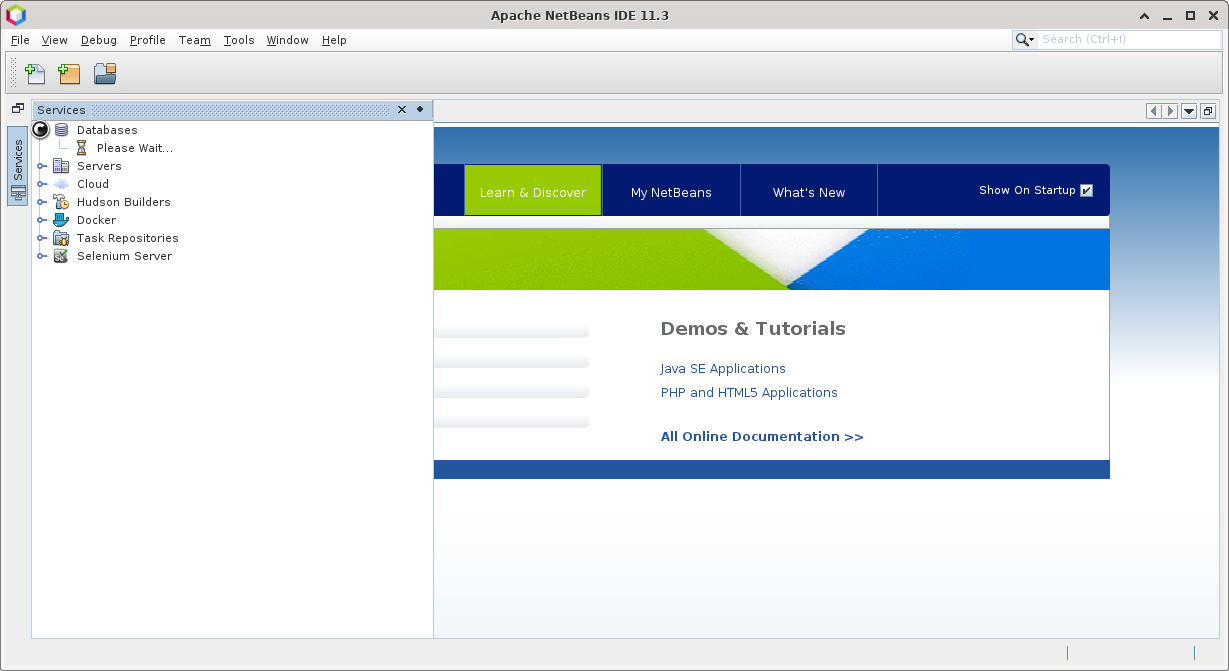 Apache NetBeans IDE 11.3
File View Debug Profile Team Tools Window Help
Search (Ctrl+I)
Services
Services
Databases
Please Wait...
Servers
Cloud
Hudson Builders
Docker
Task Repositories
Selenium Server
Learn & Discover
My NetBeans
What's New
Show On Startup
Demos & Tutorials
Java SE Applications
PHP and HTML5 Applications
All Online Documentation >>